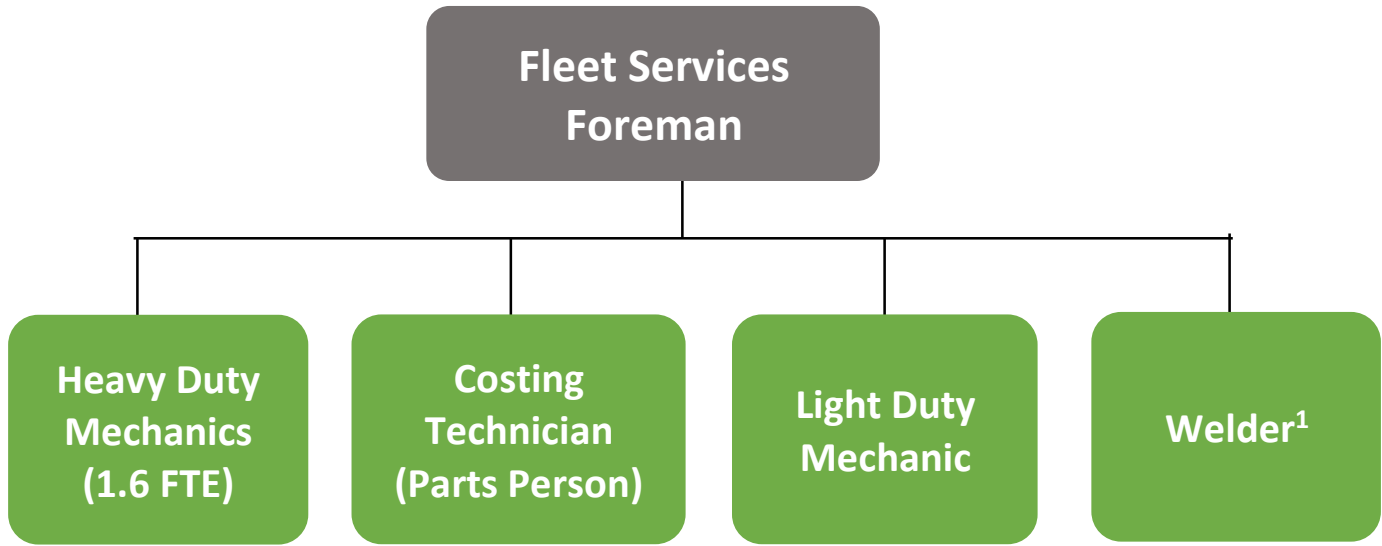 Fleet Services
Foreman
Heavy Duty
Mechanics
(1.6 FTE)
Costing
Technician
(Parts Person)
Light Duty
Mechanic
Welder¹